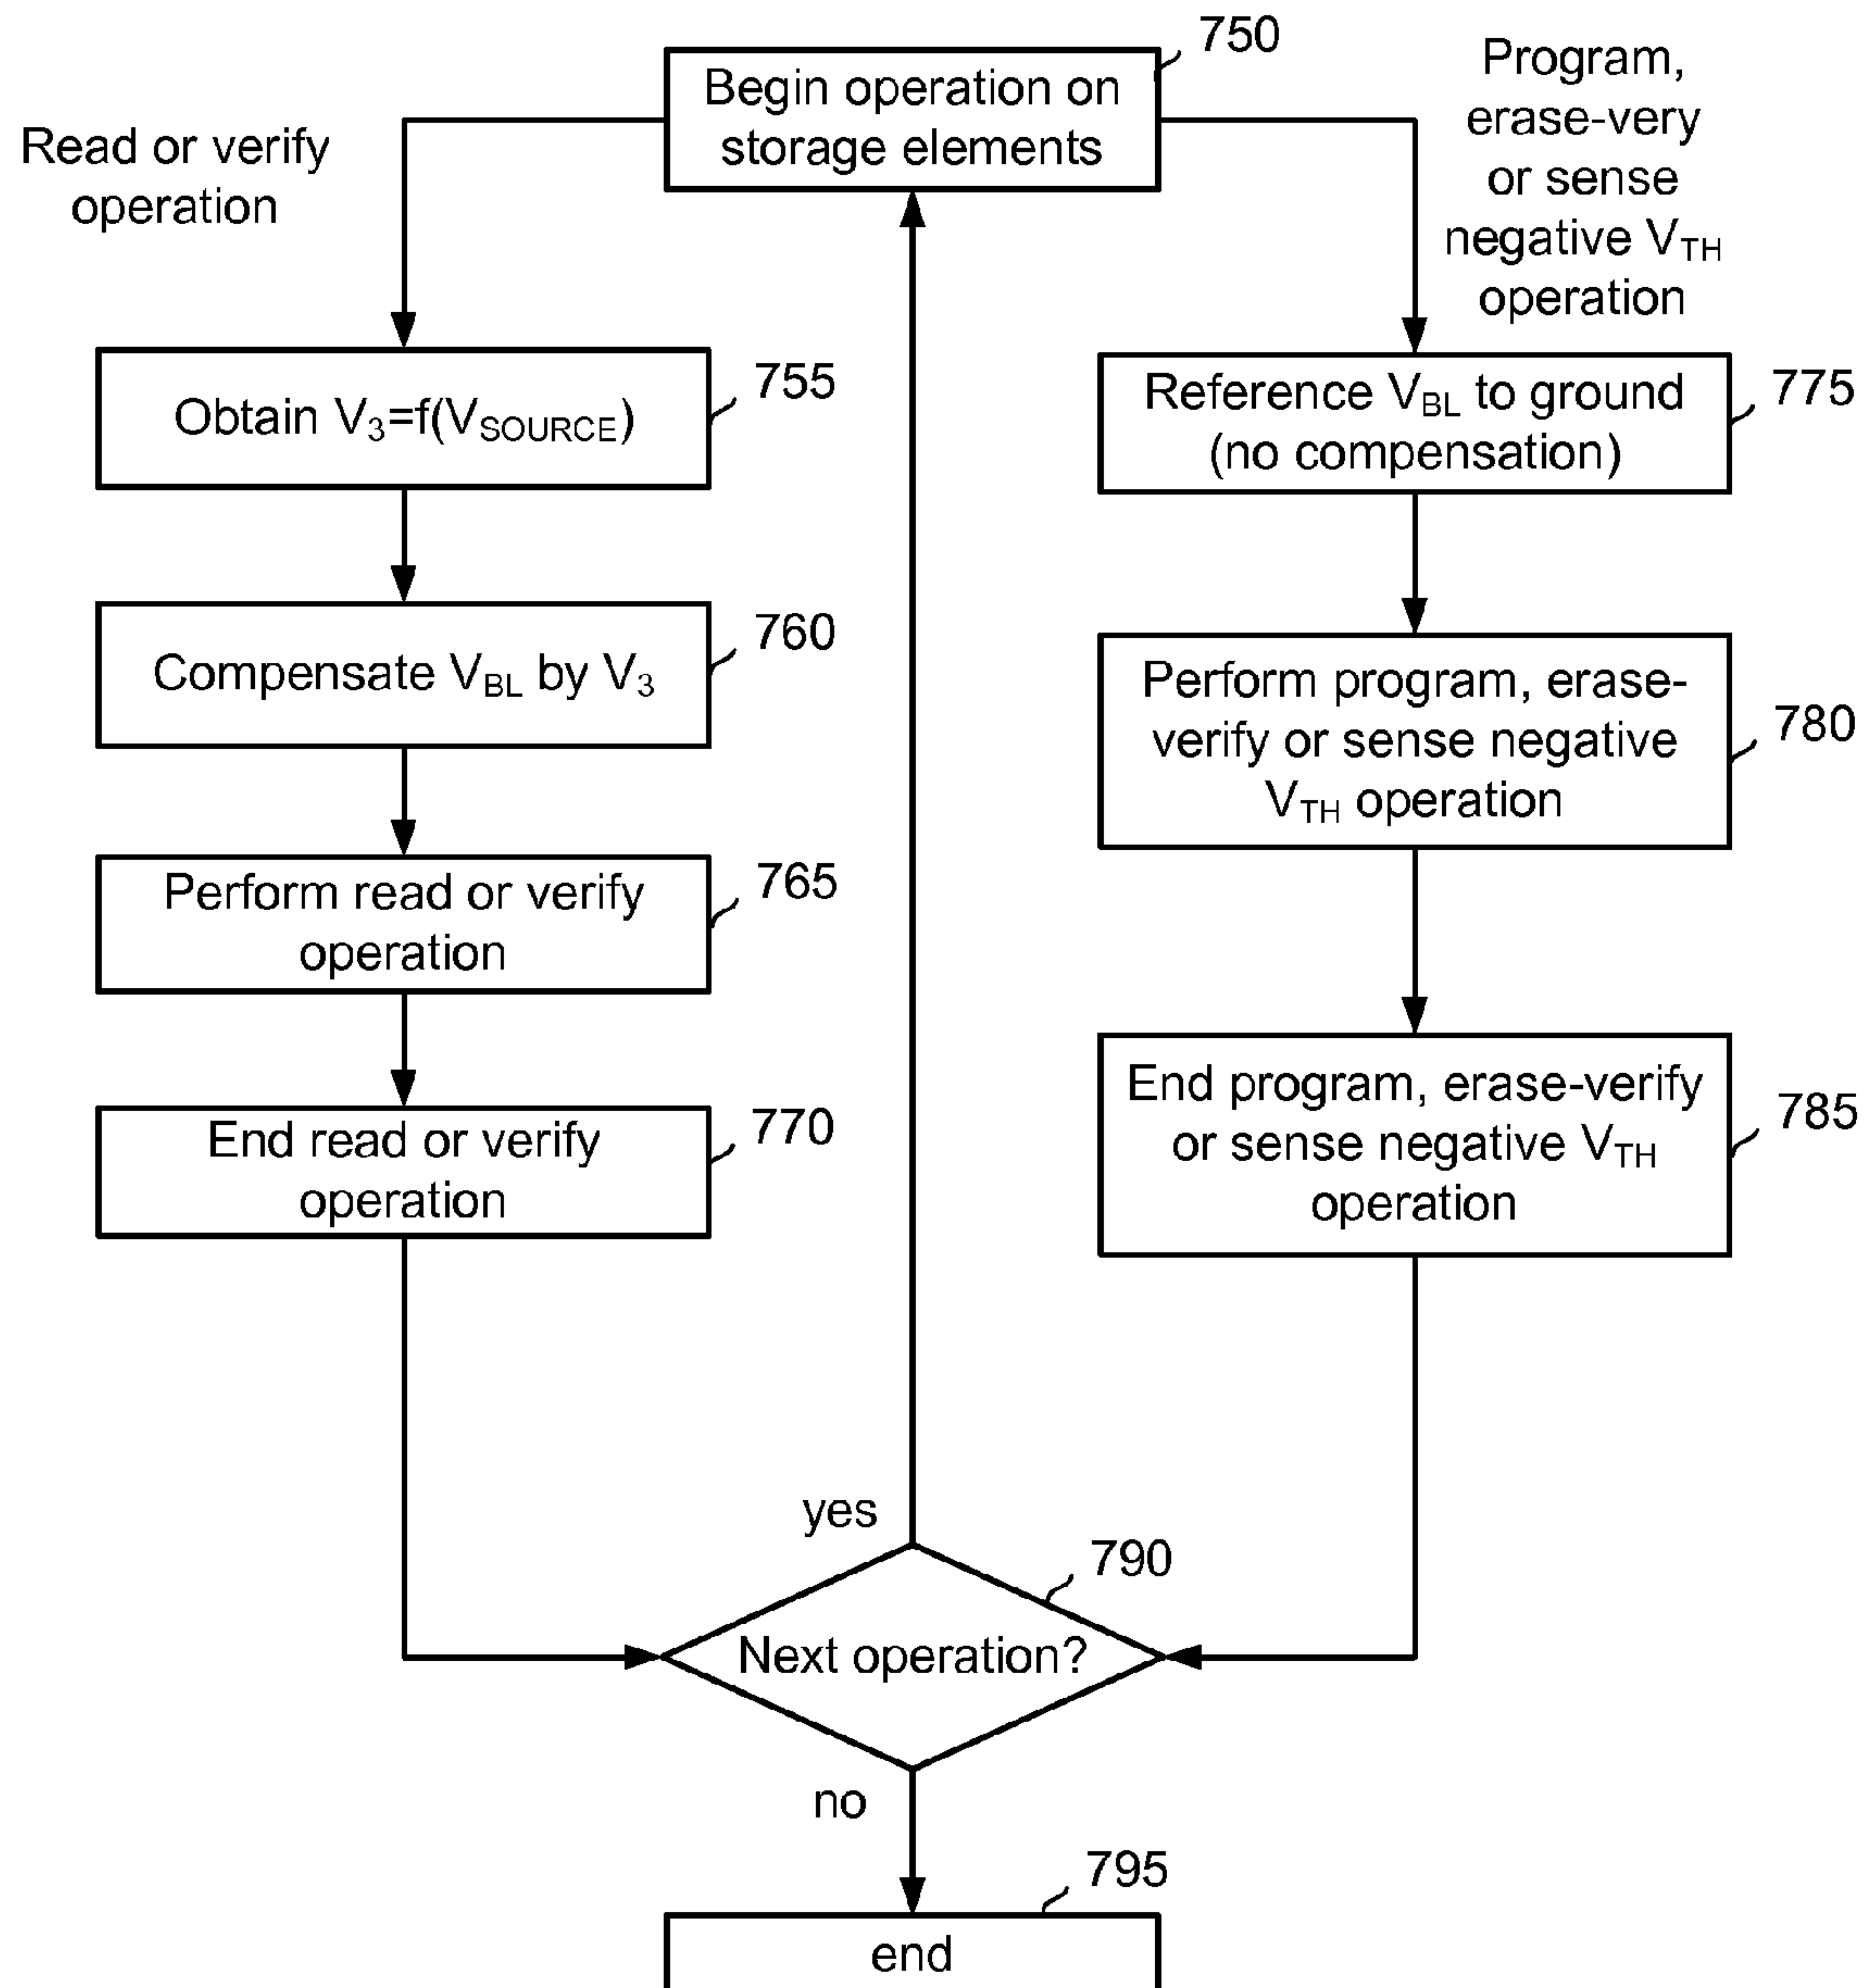 750
Begin operation on
storage elements
Read or verify
operation
Program,
erase-very
or sense
negative VTH
operation
Obtain V3=f(VSOURCE)
755
Reference VBL to ground
(no compensation)
775
Compensate VBL by V3
760
Perform program, erase-
verify or sense negative
VTH operation
780
Perform read or verify
operation
765
End read or verify
operation
770
End program, erase-verify
or sense negative VTH
operation
785
yes
790
Next operation?
no
795
end